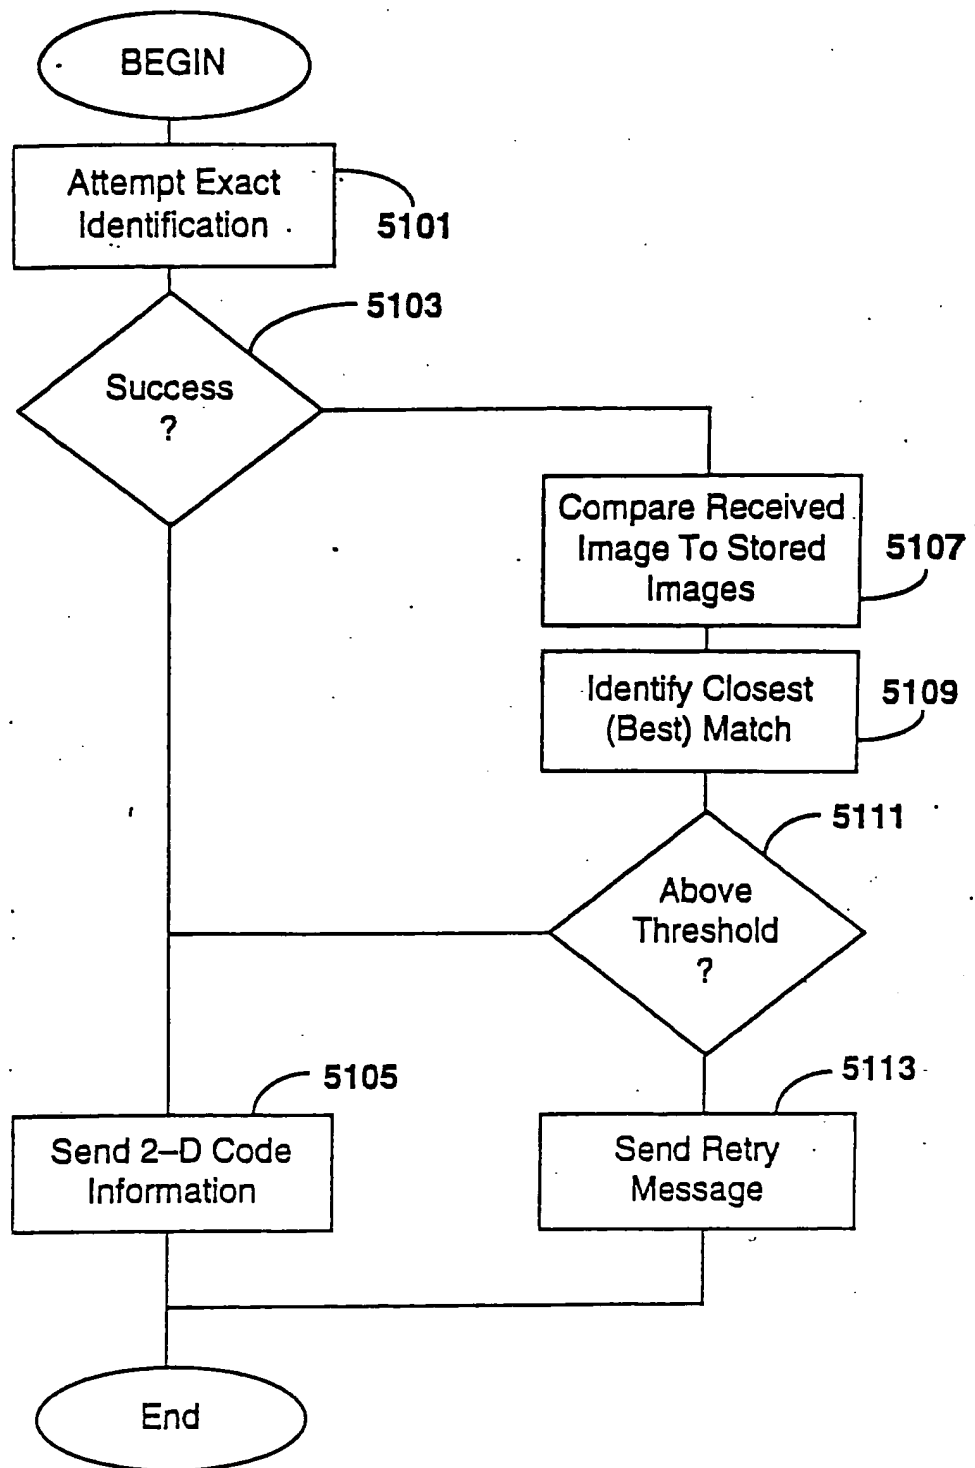 BEGIN
Attempt Exact
Identification
5101
5103
Success
?
Compare Received
Image To Stored
Images
5107
Identify Closest
(Best) Match
5109
5111
Above
Threshold
?
5105
Send 2–D Code
Information
5113
Send Retry
Message
End